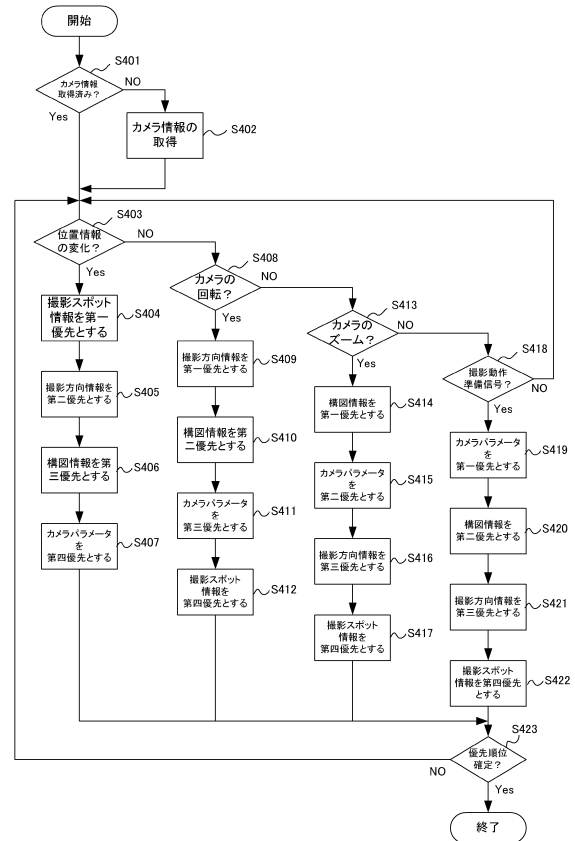 開始
S401
カメラ情報
取得済み？
NO
Yes
カメラ情報の
取得
S402
S403
位置情報
の変化？
NO
Yes
撮影スポット
情報を第一
優先とする
S404
撮影方向情報を
第二優先とする
S405
構図情報を第
三優先とする
S406
カメラパラメータ
を
第四優先とする
S407
S408
カメラの
回転？
NO
Yes
撮影方向情報を
第一優先とする
S409
構図情報を第
二優先とする
S410
カメラパラメータ
を
第三優先とする
S411
撮影スポット
情報を
第四優先とする
S412
S413
カメラの
ズーム？
NO
Yes
構図情報を
第一優先とする
S414
カメラパラメータ
を
第二優先とする
S415
撮影方向情報を
第三優先とする
S416
撮影スポット
情報を
第四優先とする
S417
S418
撮影動作
準備信号？
NO
Yes
カメラパラメータ
を
第一優先とする
S419
構図情報を
第二優先とする
S420
撮影方向情報を
第三優先とする
S421
撮影スポット
情報を第四優先
とする
S422
S423
優先順位
確定？
NO
Yes
終了